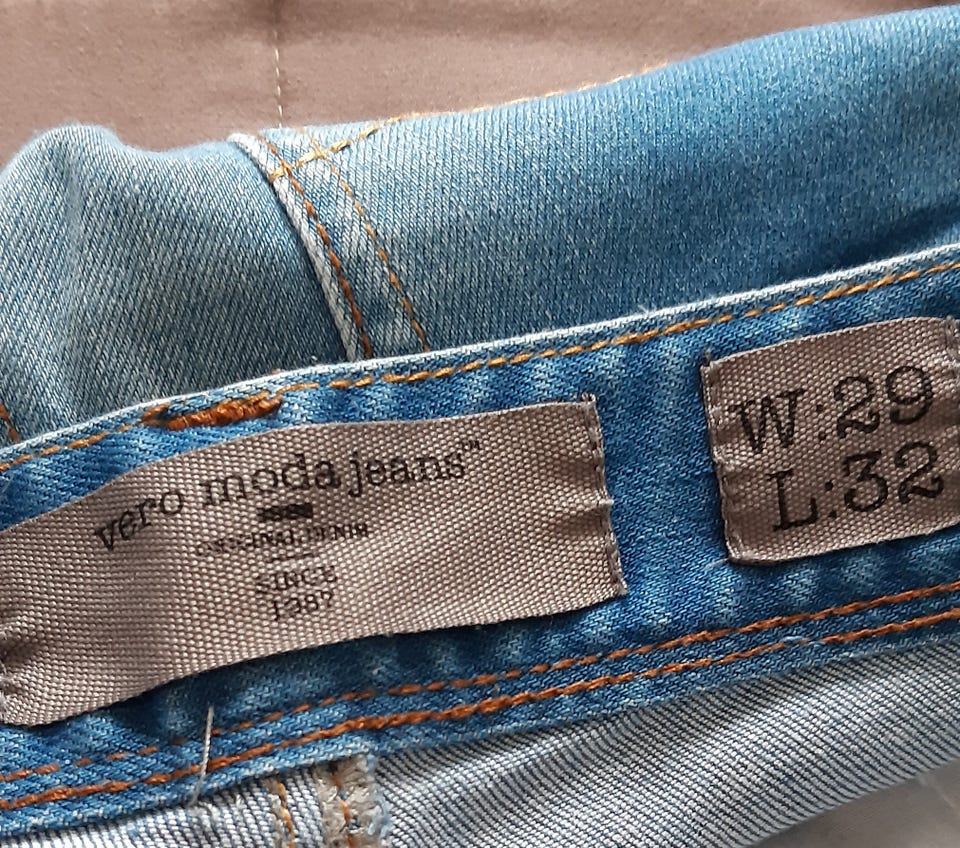 vero moda jeans™
ORIGINAL DENIM
SINCE
1987
W:29
L:32